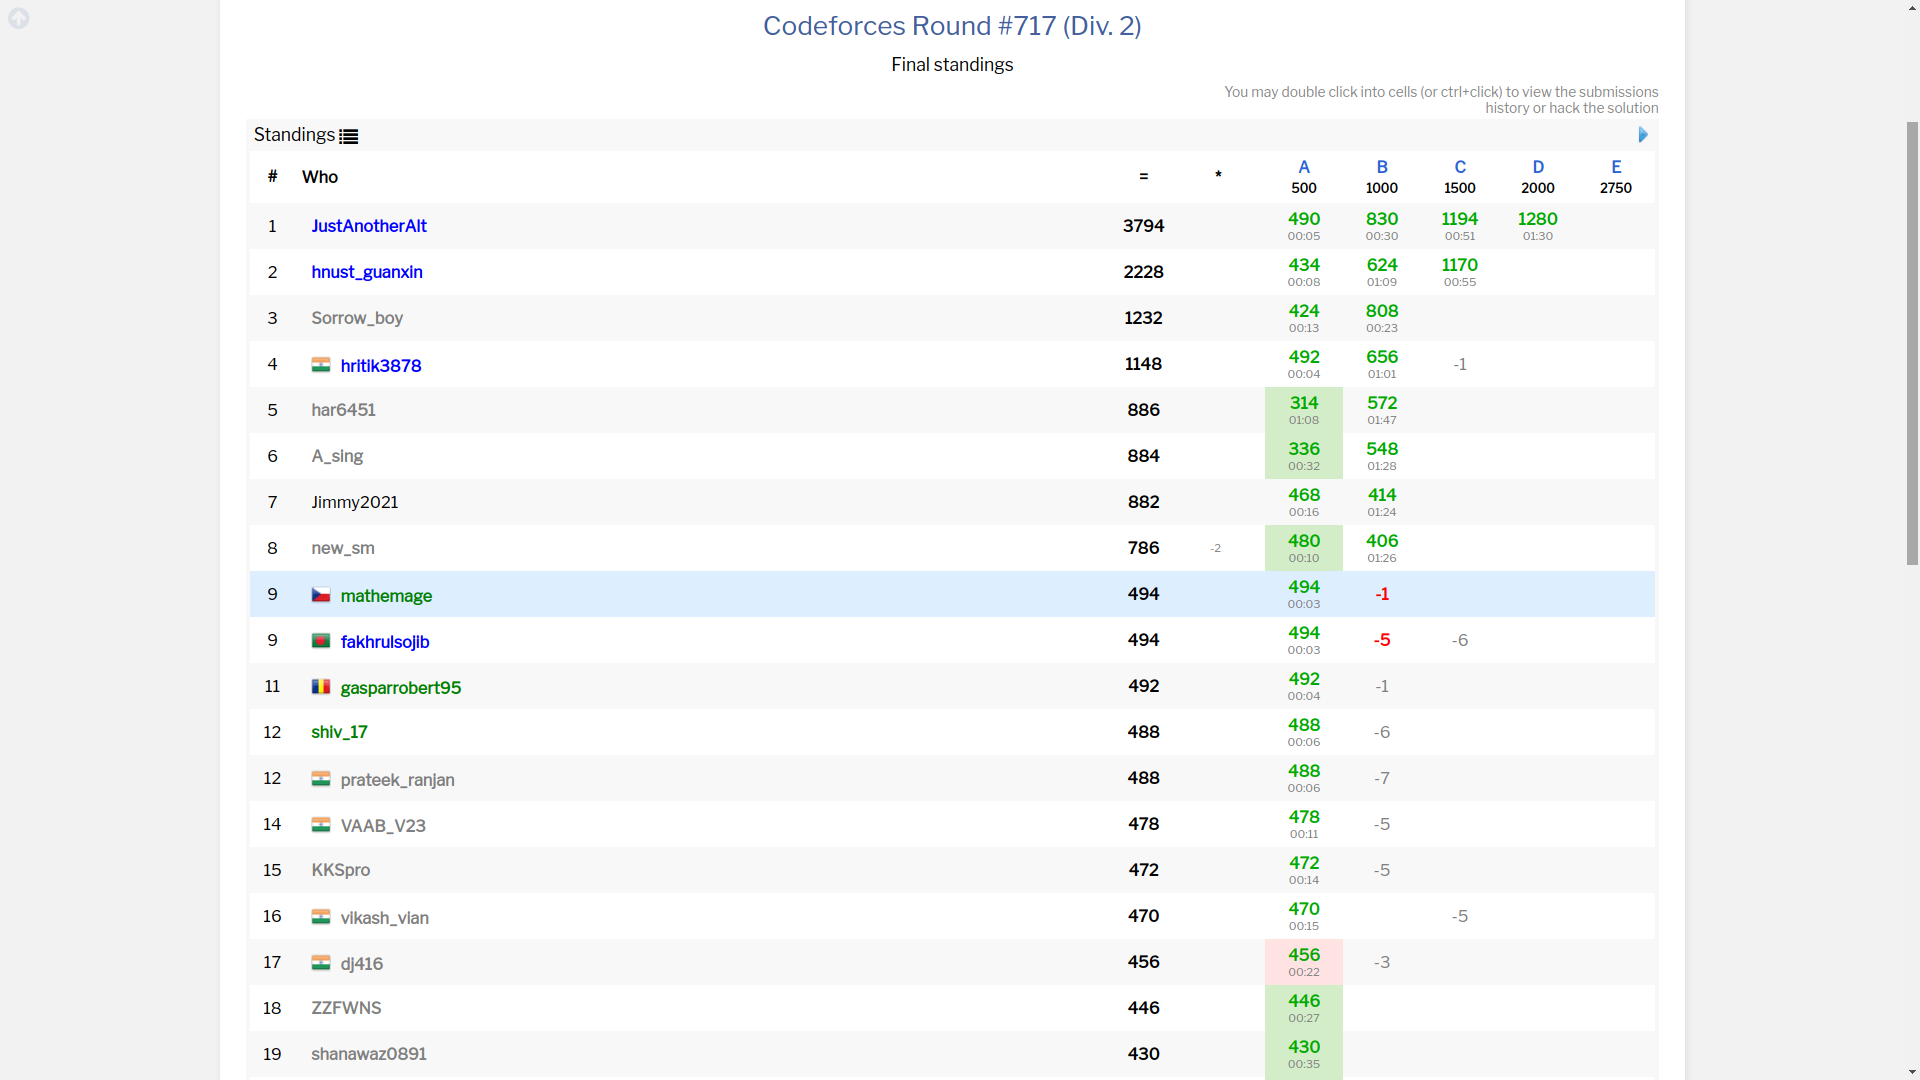 Codeforces Round #717 (Div. 2)
Final standings
You may double click into cells (or ctrl+click) to view the submissions
history or hack the solution
Standings
# Who = * A B C D E
500 1000 1500 2000 2750
1 JustAnotherAlt 3794 490 830 1194 1280
00:05 00:30 00:51 01:30
2 hnust_guanxin 2228 434 624 1170
00:08 01:09 00:55
3 Sorrow_boy 1232 424 808
00:13 00:23
4 hritik3878 1148 492 656 -1
00:04 01:01
5 har6451 886 314 572
01:08 01:47
6 A_sing 884 336 548
00:32 01:28
7 Jimmy2021 882 468 414
00:16 01:24
8 new_sm 786 -2 480 406
00:10 01:26
9 mathemage 494 494 -1
00:03
9 fakhrulsojib 494 494 -5 -6
00:03
11 gasparrobert95 492 492 -1
00:04
12 shiv_17 488 488 -6
00:06
12 prateek_ranjan 488 488 -7
00:06
14 VAAB_V23 478 478 -5
00:11
15 KKSpro 472 472 -5
00:14
16 vikash_vian 470 470 -5
00:15
17 dj416 456 456 -3
00:22
18 ZZFWNS 446 446
00:27
19 shanawaz0891 430 430
00:35